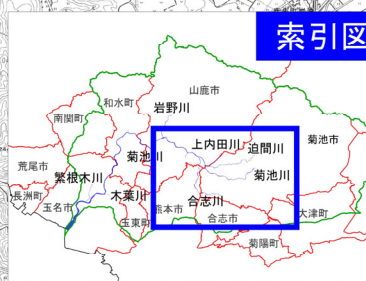 索引図
山鹿市
和水町
岩野川
南関町
上内田川
迫間川
菊池市
菊池川
荒尾市
繁根木川
菊池川
長洲町
木葉川
合志川
玉名市
熊本市
玉東町
合志市
大津町
菊陽町